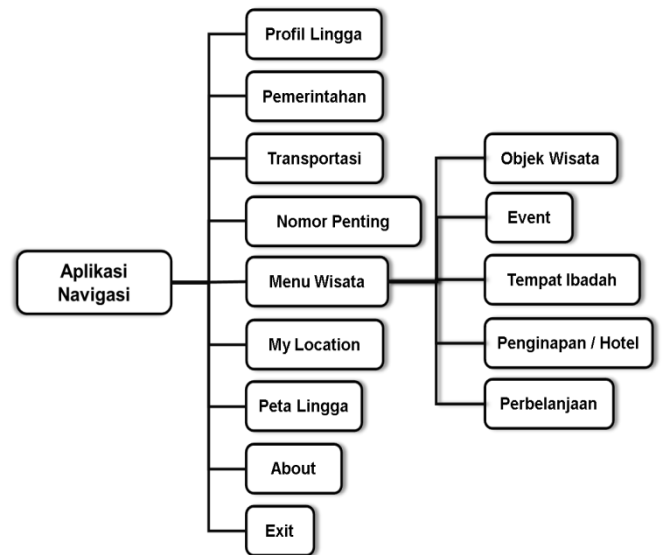 Aplikasi
Navigasi
Profil Lingga
Pemerintahan
Transportasi
Nomor Penting
Menu Wisata
My Location
Peta Lingga
About
Exit
Objek Wisata
Event
Tempat Ibadah
Penginapan / Hotel
Perbelanjaan